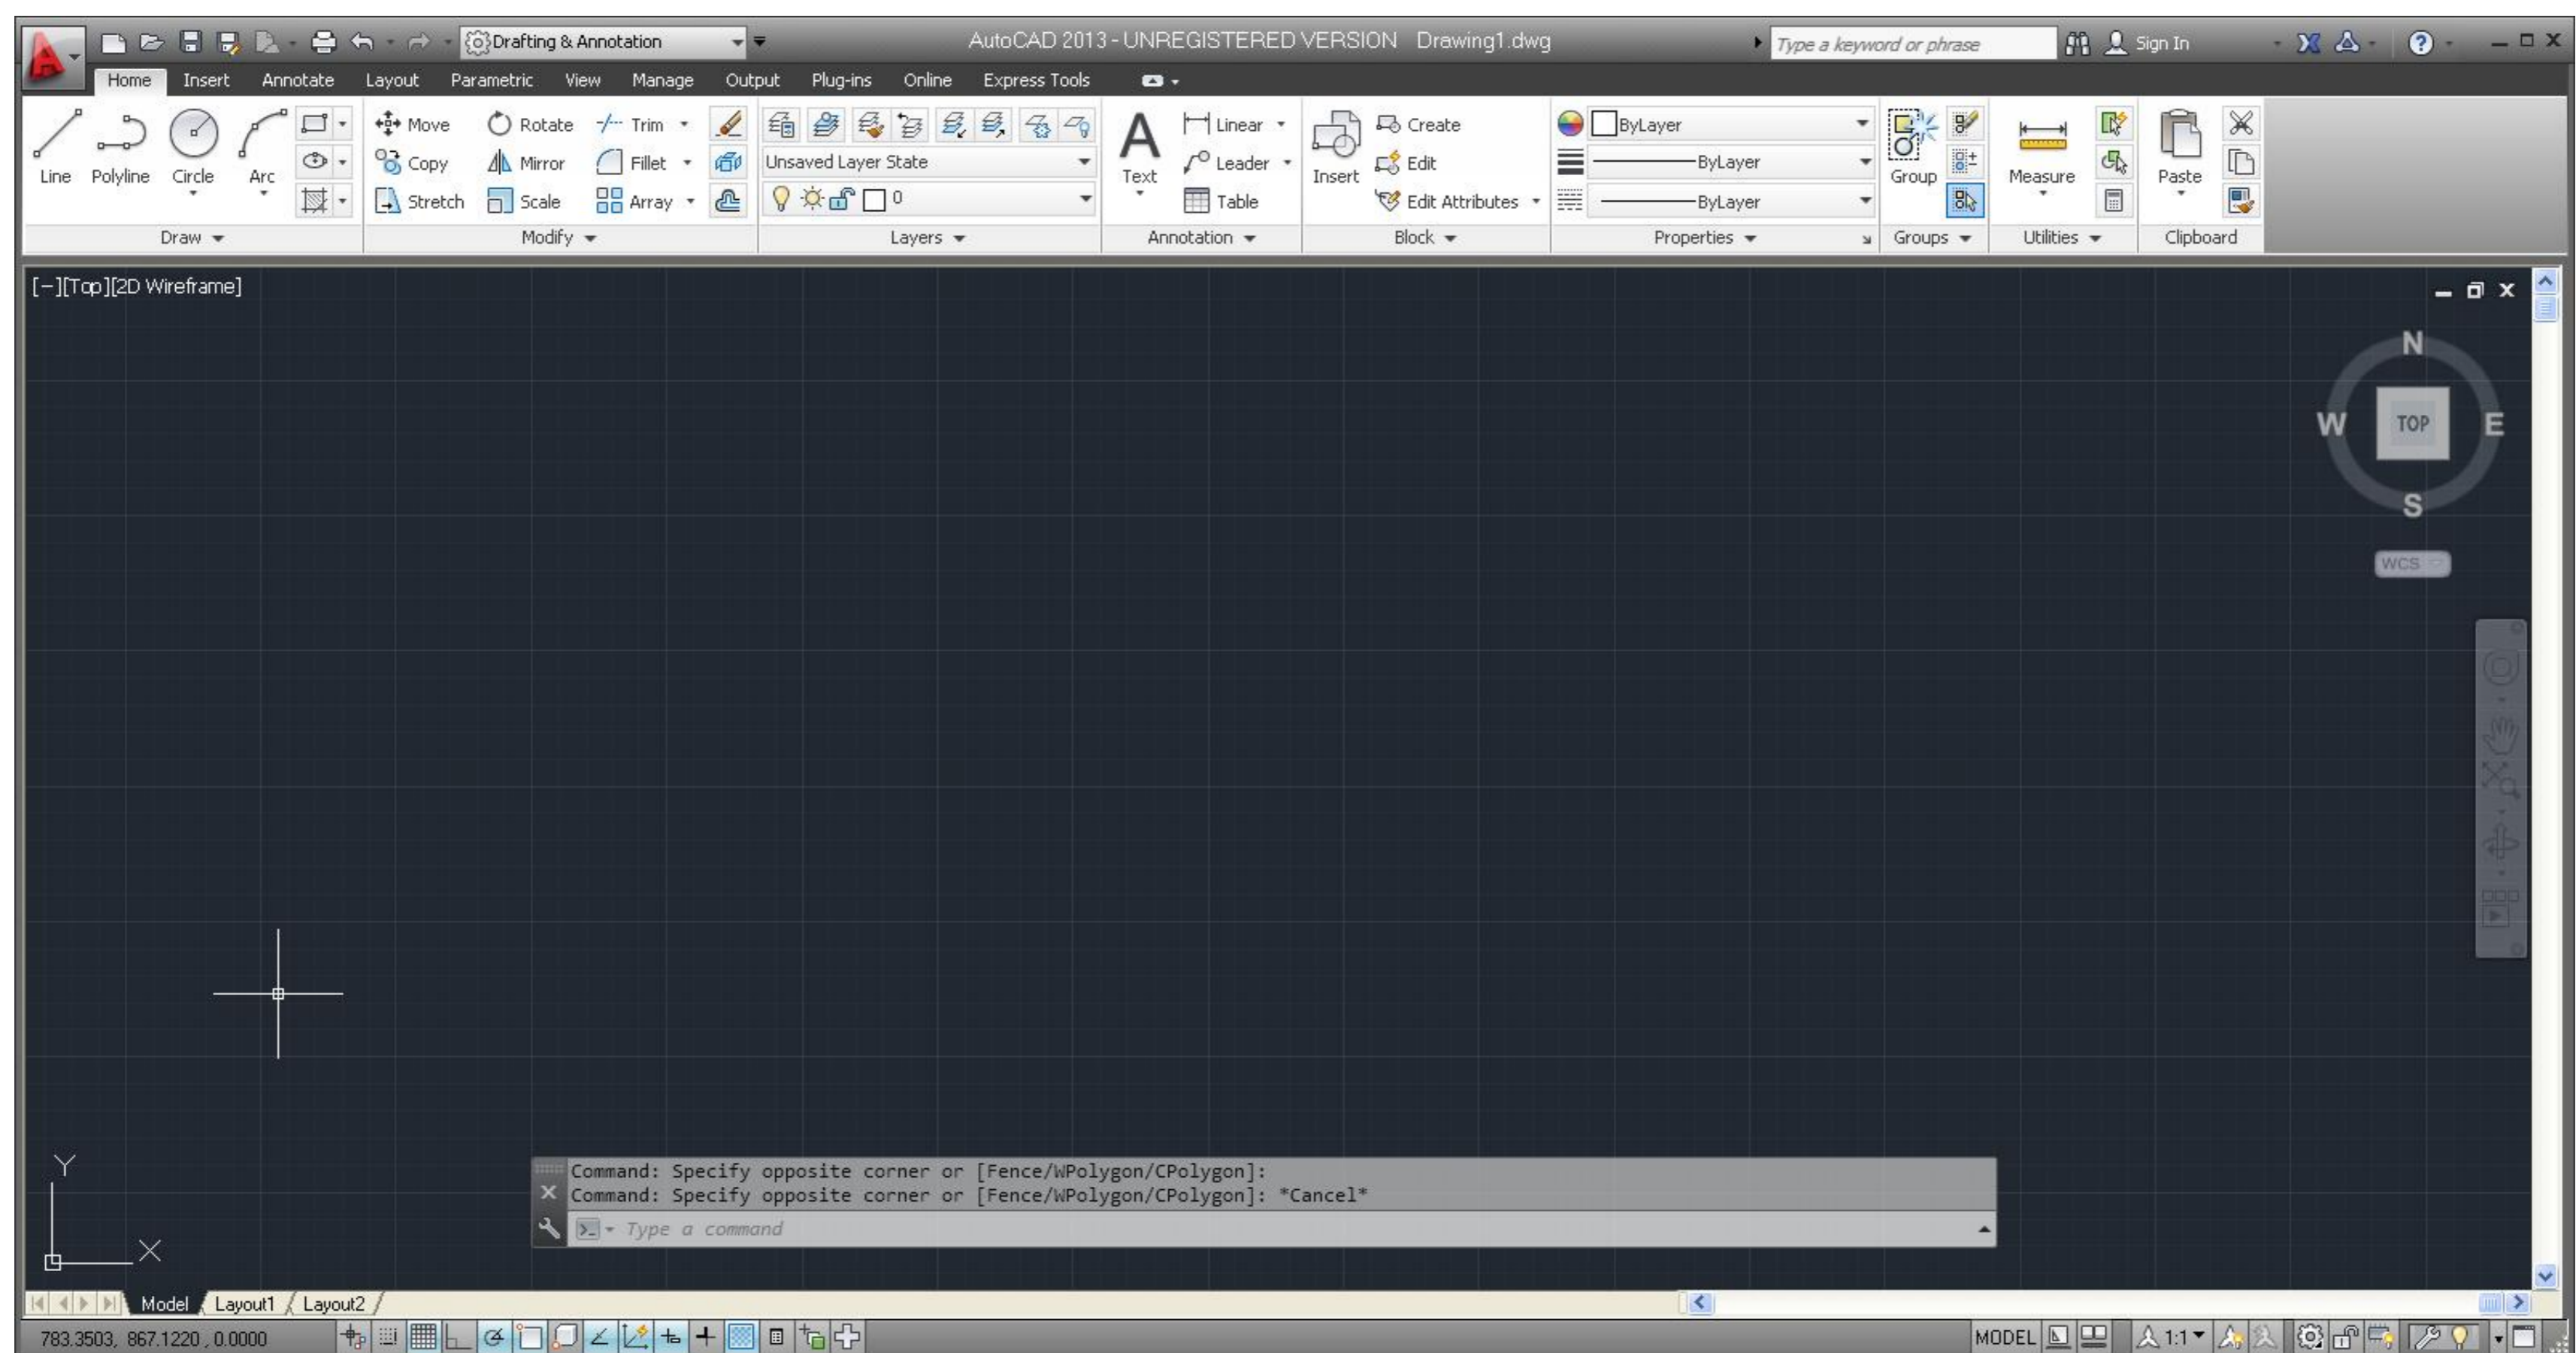 Drafting & Annotation AutoCAD 2013 - UNREGISTERED VERSION Drawing1.dwg Type a keyword or phrase Sign In
Home Insert Annotate Layout Parametric View Manage Output Plug-ins Online Express Tools
Line Polyline Circle Arc
Move Rotate Trim
Copy Mirror Fillet
Stretch Scale Array
Unsaved Layer State
0
Text
Linear
Leader
Table
Insert
Create
Edit
Edit Attributes
ByLayer
ByLayer
ByLayer
Group
Measure
Paste
Draw Modify Layers Annotation Block Properties Groups Utilities Clipboard
[-][Top][2D Wireframe]
N
W TOP E
S
WCS
Y
X
Command: Specify opposite corner or [Fence/WPolygon/CPolygon]:
Command: Specify opposite corner or [Fence/WPolygon/CPolygon]: *Cancel*
Type a command
Model Layout1 Layout2
783.3503, 867.1220, 0.0000 MODEL 1:1